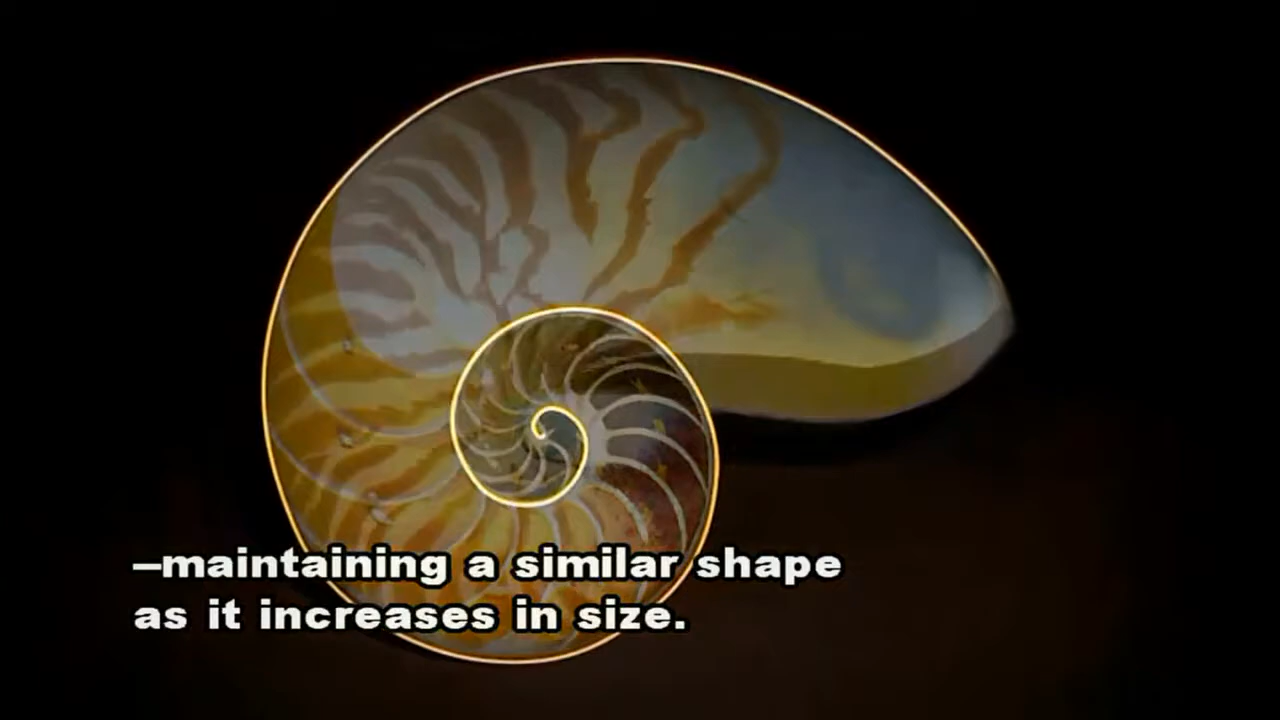 —maintaining a similar shape
as it increases in size.